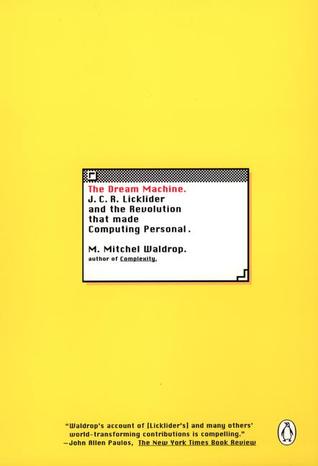 The Dream Machine.
J. C. R. Licklider
and the Revolution
that made
Computing Personal.
M. Mitchel Waldrop.
author of Complexity.
“Waldrop's account of [Licklider's] and many others'
world-transforming contributions is compelling.”
—John Allen Paulos, The New York Times Book Review